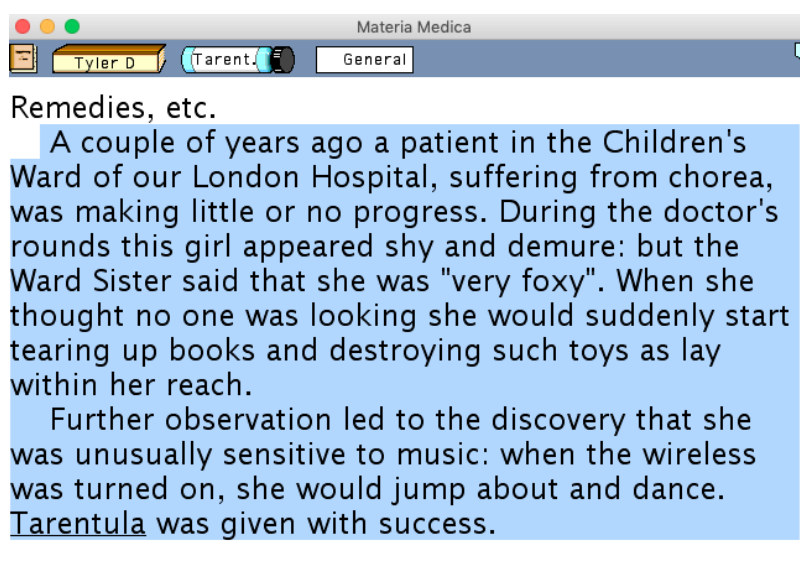 Materia Medica
Tyler D Tarent. General
Remedies, etc.
A couple of years ago a patient in the Children's
Ward of our London Hospital, suffering from chorea,
was making little or no progress. During the doctor's
rounds this girl appeared shy and demure: but the
Ward Sister said that she was "very foxy". When she
thought no one was looking she would suddenly start
tearing up books and destroying such toys as lay
within her reach.
Further observation led to the discovery that she
was unusually sensitive to music: when the wireless
was turned on, she would jump about and dance.
Tarentula was given with success.